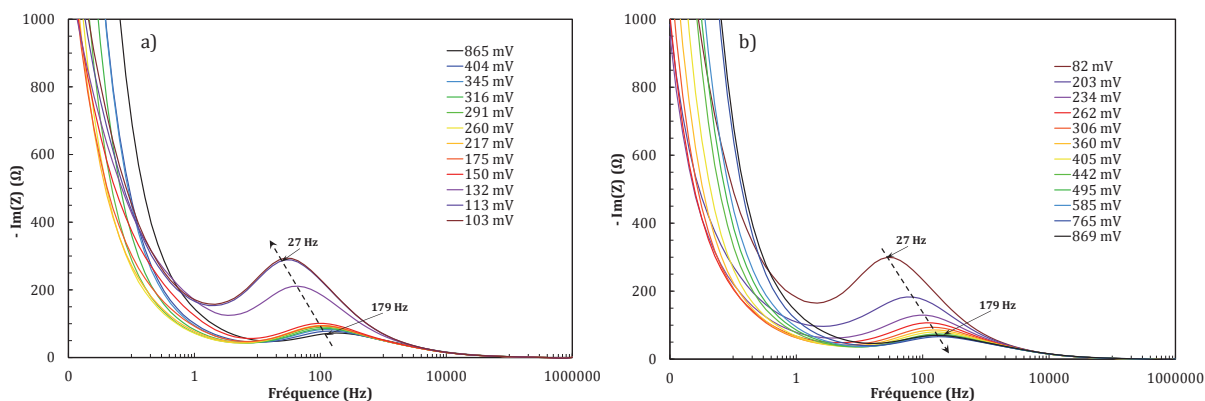 a)
1000
800
600
400
200
0
- Im(Z) (Ω)
865 mV
404 mV
345 mV
316 mV
291 mV
260 mV
217 mV
175 mV
150 mV
132 mV
113 mV
103 mV
27 Hz
179 Hz
0 1 100 10000 1000000
Fréquence (Hz)
b)
1000
800
600
400
200
0
- Im(Z) (Ω)
82 mV
203 mV
234 mV
262 mV
306 mV
360 mV
405 mV
442 mV
495 mV
585 mV
765 mV
869 mV
27 Hz
179 Hz
0 1 100 10000 1000000
Fréquence (Hz)